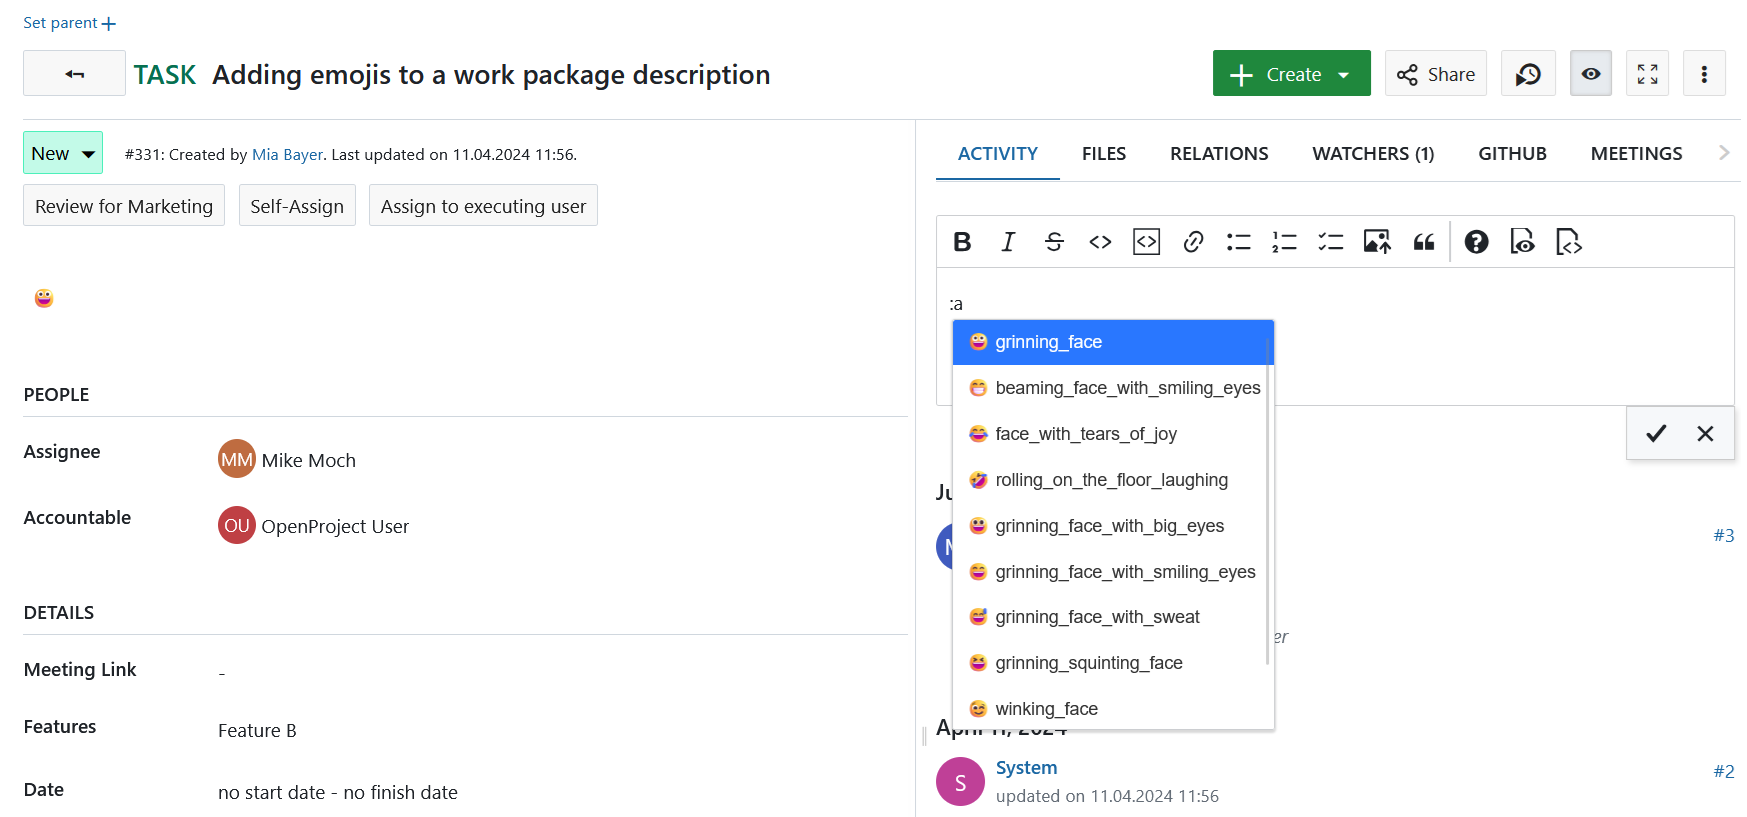 Set parent
TASK Adding emojis to a work package description
Create
Share
New
#331: Created by Mia Bayer. Last updated on 11.04.2024 11:56.
Review for Marketing
Self-Assign
Assign to executing user
PEOPLE
Assignee
MM Mike Moch
Accountable
OU OpenProject User
DETAILS
Meeting Link
-
Features
Feature B
Date
no start date - no finish date
ACTIVITY
FILES
RELATIONS
WATCHERS (1)
GITHUB
MEETINGS
:a
grinning_face
beaming_face_with_smiling_eyes
face_with_tears_of_joy
rolling_on_the_floor_laughing
grinning_face_with_big_eyes
grinning_face_with_smiling_eyes
grinning_face_with_sweat
grinning_squinting_face
winking_face
#3
April 11, 2024
S System
#2
updated on 11.04.2024 11:56